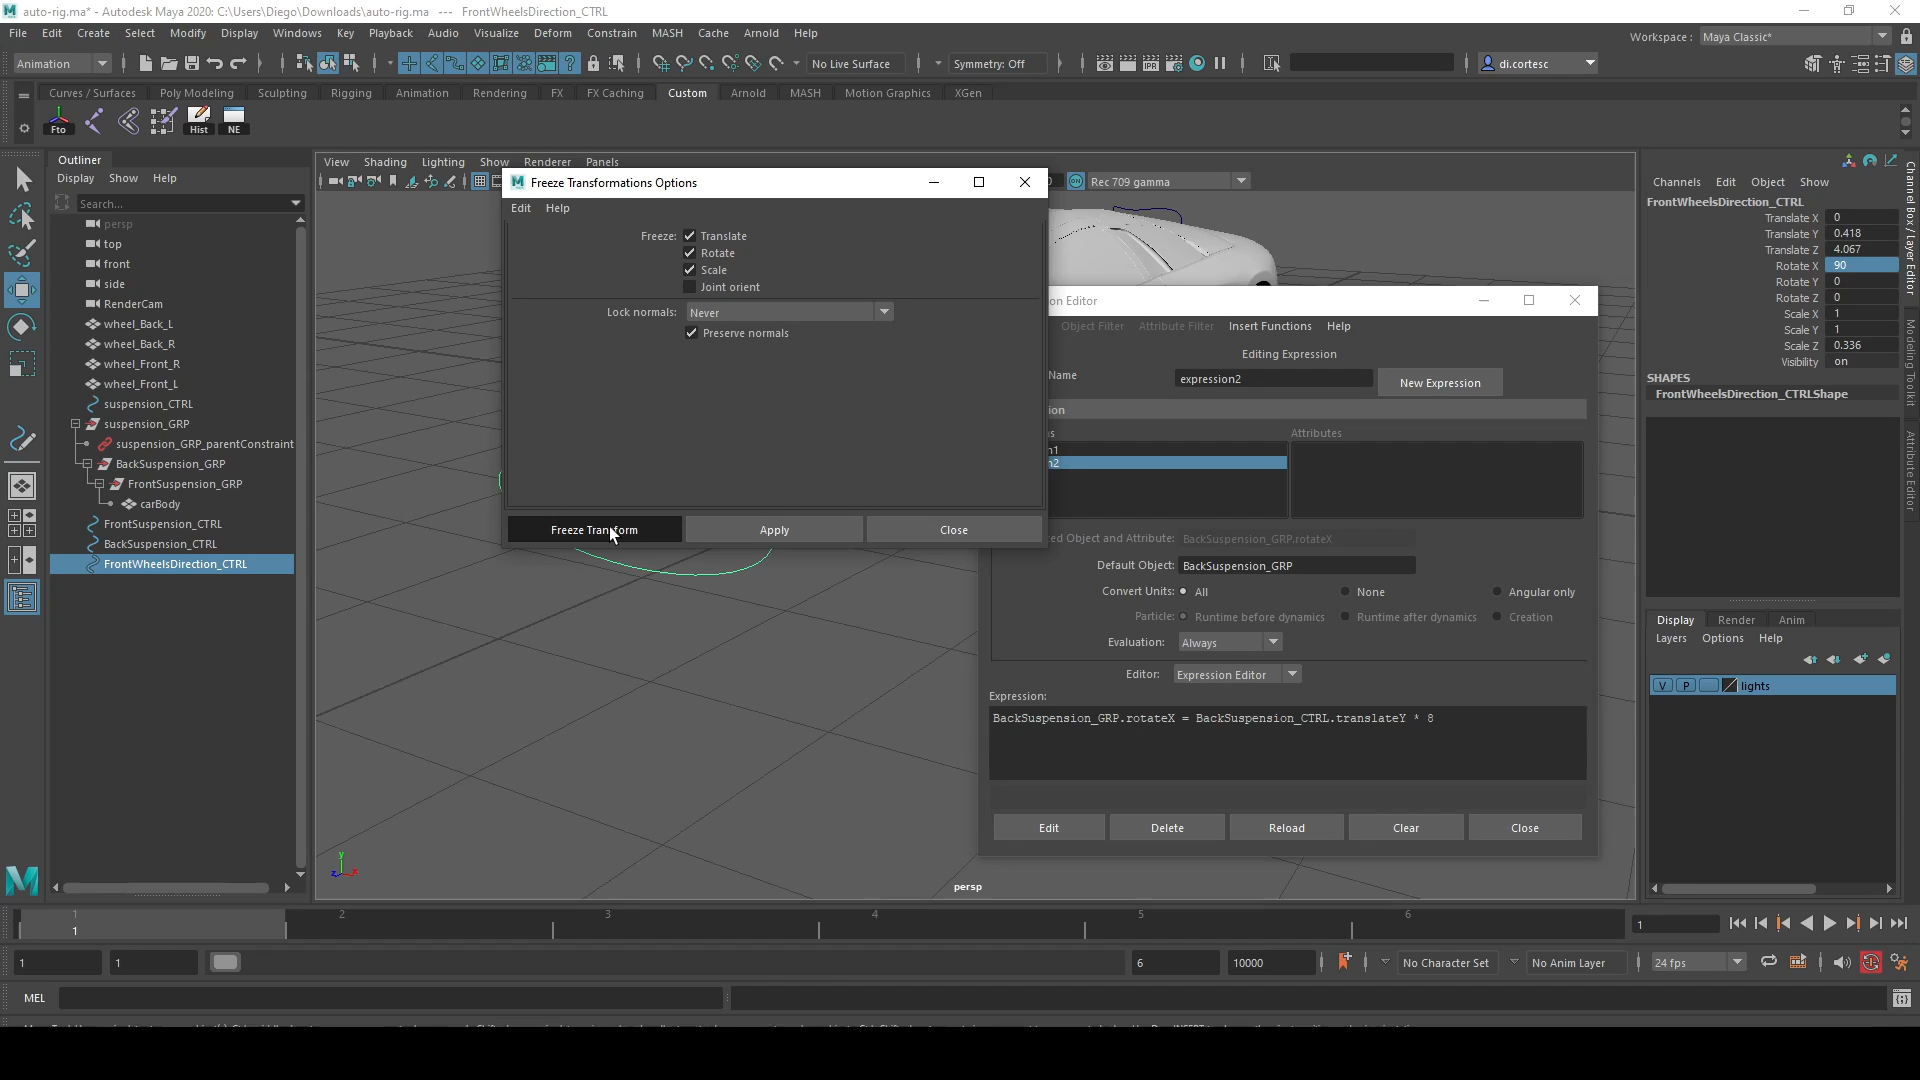 auto-rig.ma* - Autodesk Maya 2020: C:\Users\Diego\Downloads\auto-rig.ma --- FrontWheelsDirection_CTRL
File Edit Create Select Modify Display Windows Key Playback Audio Visualize Deform Constrain MASH Cache Arnold Help
Workspace : Maya Classic*
Animation
No Live Surface
Symmetry: Off
di.cortesc
Curves / Surfaces Poly Modeling Sculpting Rigging Animation Rendering FX FX Caching Custom Arnold MASH Motion Graphics XGen
Fto Hist NE
Outliner
Display Show Help
Search...
persp
top
front
side
RenderCam
wheel_Back_L
wheel_Back_R
wheel_Front_R
wheel_Front_L
suspension_CTRL
suspension_GRP
suspension_GRP_parentConstraint
BackSuspension_GRP
FrontSuspension_GRP
carBody
FrontSuspension_CTRL
BackSuspension_CTRL
FrontWheelsDirection_CTRL
View Shading Lighting Show Renderer Panels
Rec 709 gamma
Freeze Transformations Options
Edit Help
Freeze: Translate
Rotate
Scale
Joint orient
Lock normals: Never
Preserve normals
Freeze Transform Apply Close
on Editor
Object Filter Attribute Filter Insert Functions Help
Editing Expression
Name expression2 New Expression
ion
Attributes
n1
n2
ed Object and Attribute: BackSuspension_GRP.rotateX
Default Object: BackSuspension_GRP
Convert Units: All None Angular only
Particle: Runtime before dynamics Runtime after dynamics Creation
Evaluation: Always
Editor: Expression Editor
Expression:
BackSuspension_GRP.rotateX = BackSuspension_CTRL.translateY * 8
Edit Delete Reload Clear Close
persp
y
z x
Channels Edit Object Show
FrontWheelsDirection_CTRL
Translate X 0
Translate Y 0.418
Translate Z 4.067
Rotate X 90
Rotate Y 0
Rotate Z 0
Scale X 1
Scale Y 1
Scale Z 0.336
Visibility on
SHAPES
FrontWheelsDirection_CTRLShape
Channel Box / Layer Editor
Modeling Toolkit
Attribute Editor
Display Render Anim
Layers Options Help
V P lights
1 2 3 4 5 6
1
1
1 1 6 10000 No Character Set No Anim Layer 24 fps
MEL